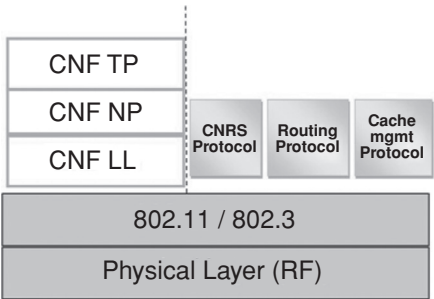 CNF TP
CNF NP
CNF LL
CNRS
Protocol
Routing
Protocol
Cache
mgmt
Protocol
802.11 / 802.3
Physical Layer (RF)